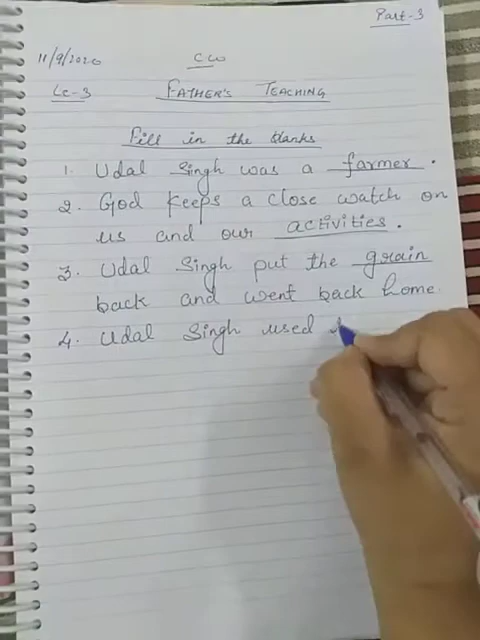 Part-3
11/9/2020 CW
Lc-3 FATHER'S TEACHING
Fill in the blanks
1. Udal Singh was a farmer.
2. God keeps a close watch on
us and our activities.
3. Udal Singh put the grain
back and went back home.
4. Udal Singh used